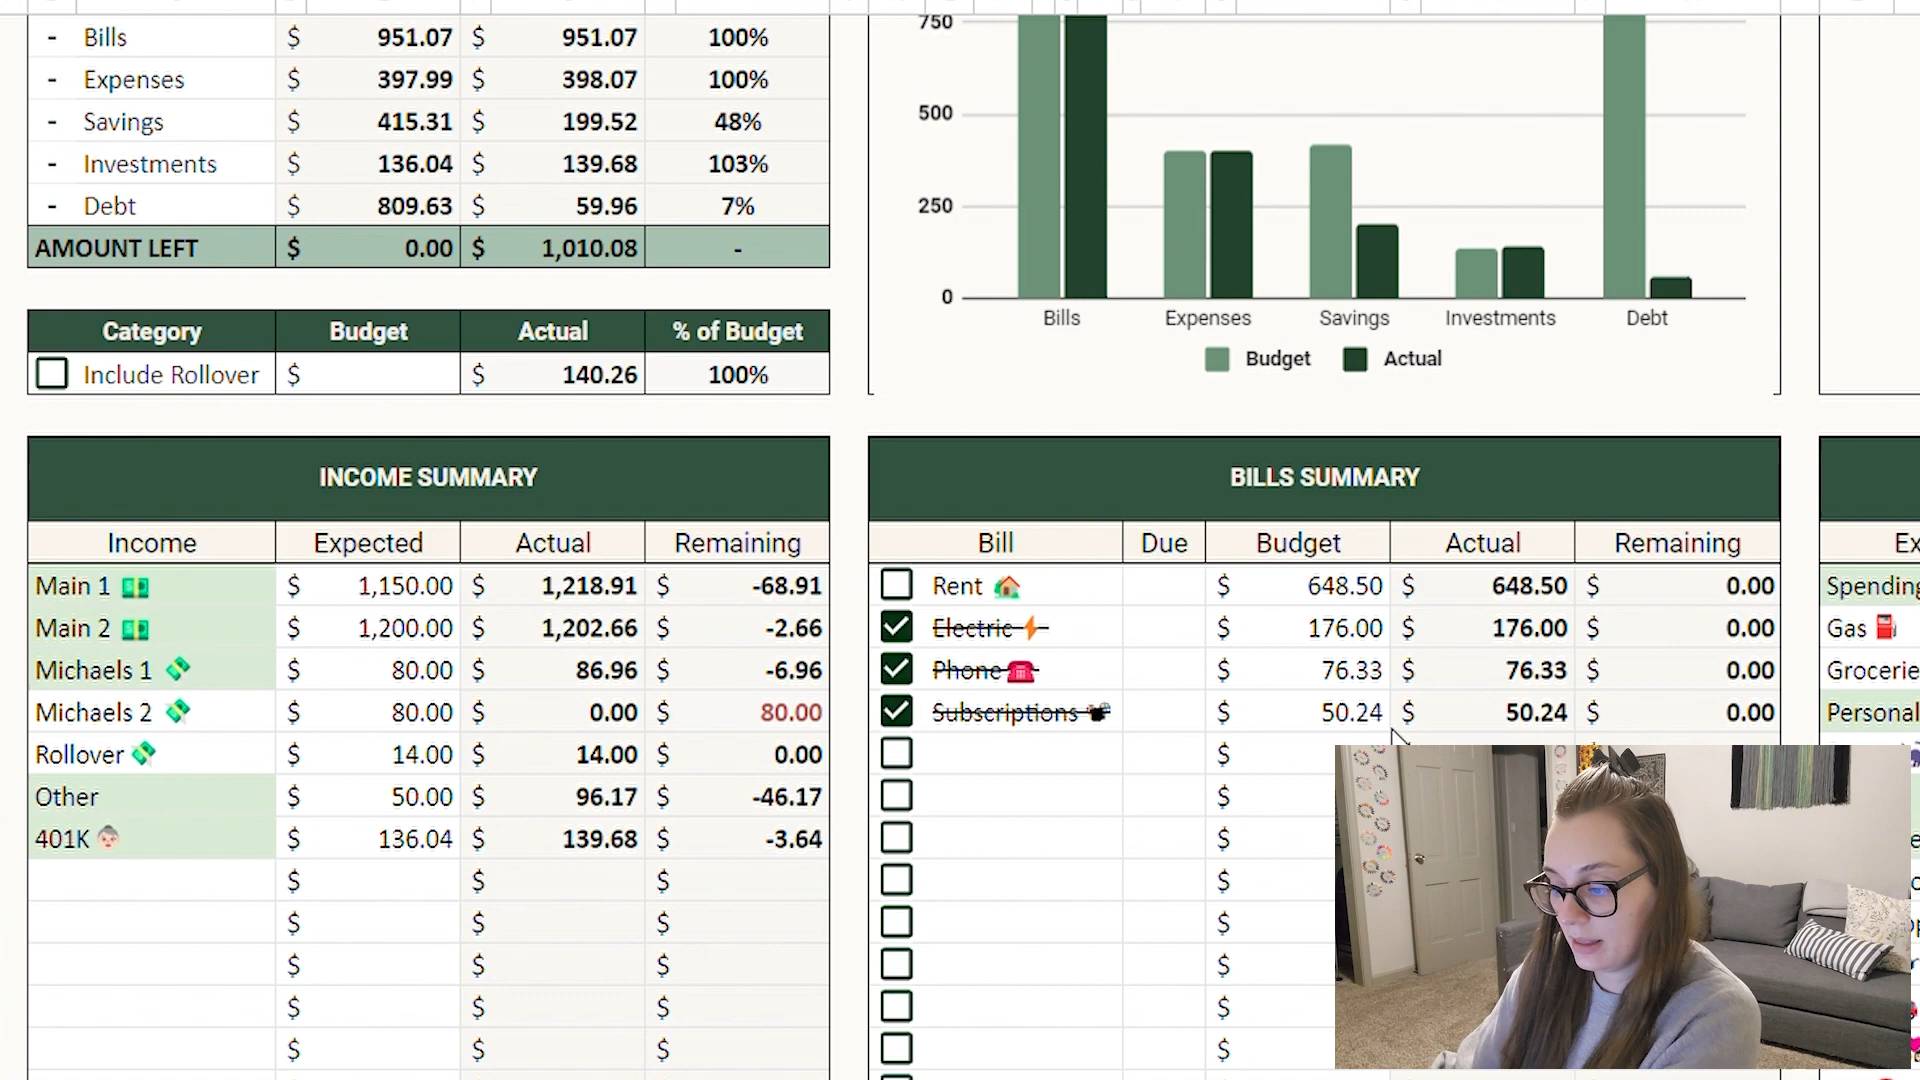 - Bills $ 951.07 $ 951.07 100%
- Expenses $ 397.99 $ 398.07 100%
- Savings $ 415.31 $ 199.52 48%
- Investments $ 136.04 $ 139.68 103%
- Debt $ 809.63 $ 59.96 7%
AMOUNT LEFT $ 0.00 $ 1,010.08 -
Category Budget Actual % of Budget
Include Rollover $ $ 140.26 100%
750
500
250
0
Bills Expenses Savings Investments Debt
Budget Actual
INCOME SUMMARY
Income Expected Actual Remaining
Main 1 $ 1,150.00 $ 1,218.91 $ -68.91
Main 2 $ 1,200.00 $ 1,202.66 $ -2.66
Michaels 1 $ 80.00 $ 86.96 $ -6.96
Michaels 2 $ 80.00 $ 0.00 $ 80.00
Rollover $ 14.00 $ 14.00 $ 0.00
Other $ 50.00 $ 96.17 $ -46.17
401K $ 136.04 $ 139.68 $ -3.64
$ $ $
$ $ $
$ $ $
$ $ $
$ $ $
BILLS SUMMARY
Bill Due Budget Actual Remaining
Rent $ 648.50 $ 648.50 $ 0.00
Electric $ 176.00 $ 176.00 $ 0.00
Phone $ 76.33 $ 76.33 $ 0.00
Subscriptions $ 50.24 $ 50.24 $ 0.00
$
$
$
$
$
$
$
$
Spending
Gas
Grocerie
Personal